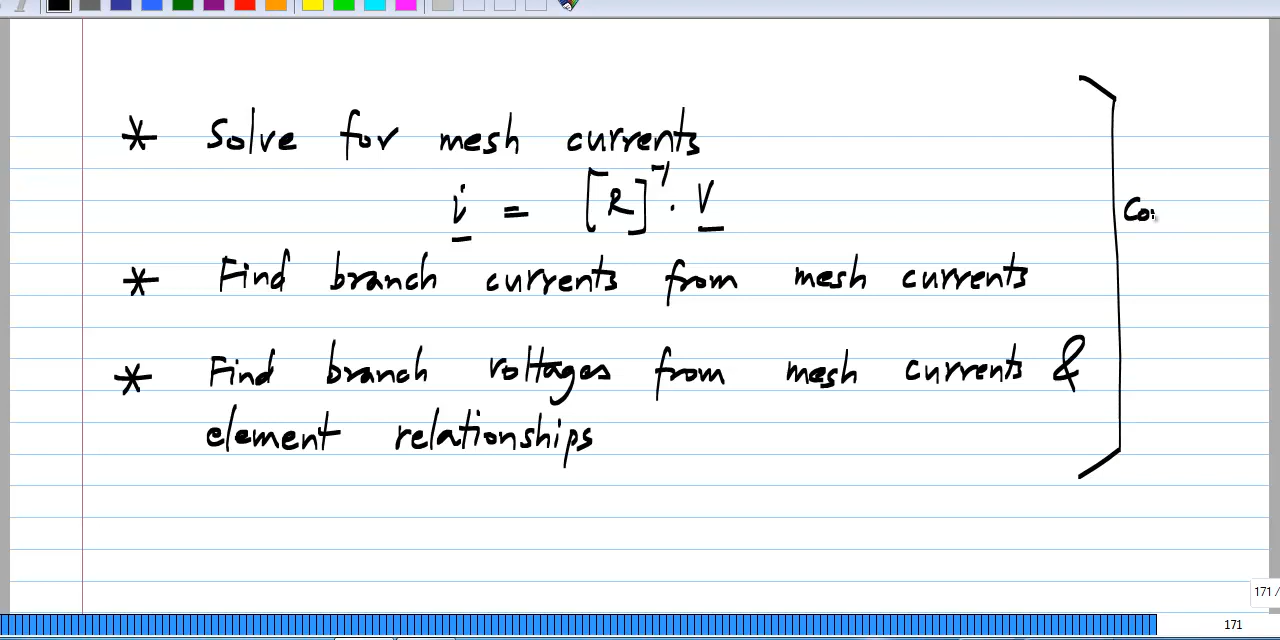 * Solve for mesh currents
i = [R]⁻¹ . V
* Find branch currents from mesh currents
* Find branch voltages from mesh currents &
element relationships
171 /
171